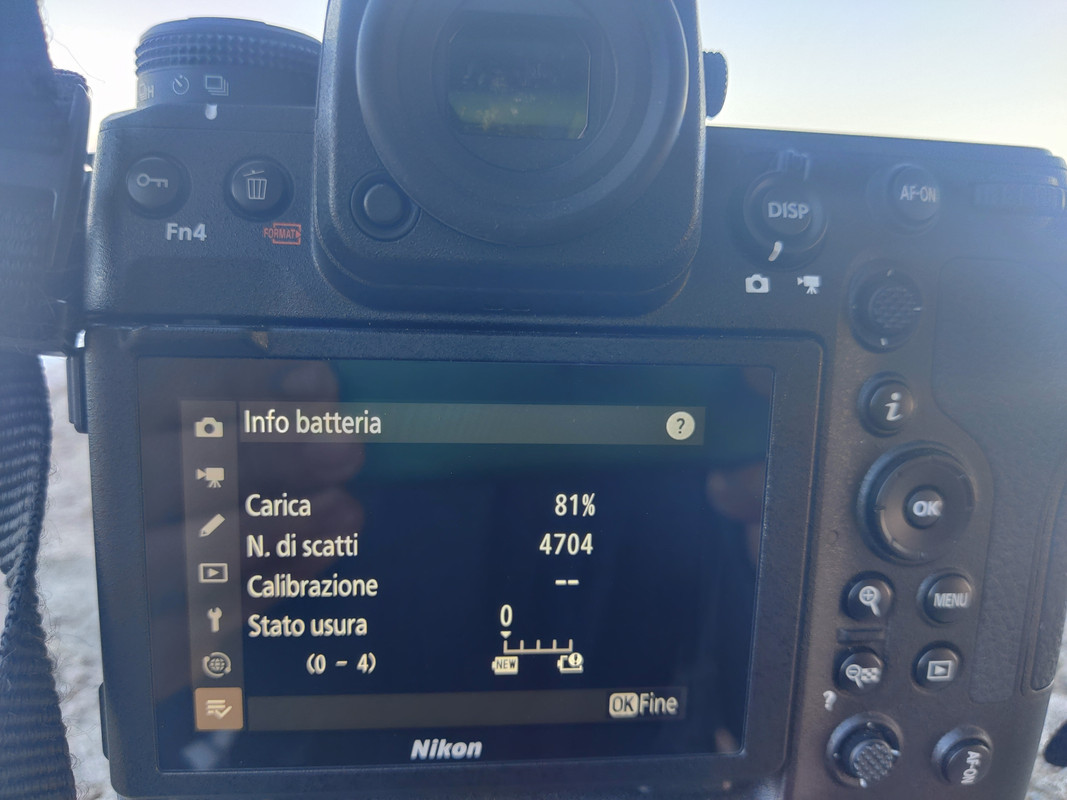 Fn4
FORMAT
DISP
AF-ON
i
Info batteria ?
Carica 81%
N. di scatti 4704
Calibrazione --
Stato usura 0
(0 - 4) NEW
OK Fine
Nikon
OK
MENU
?
AF-ON